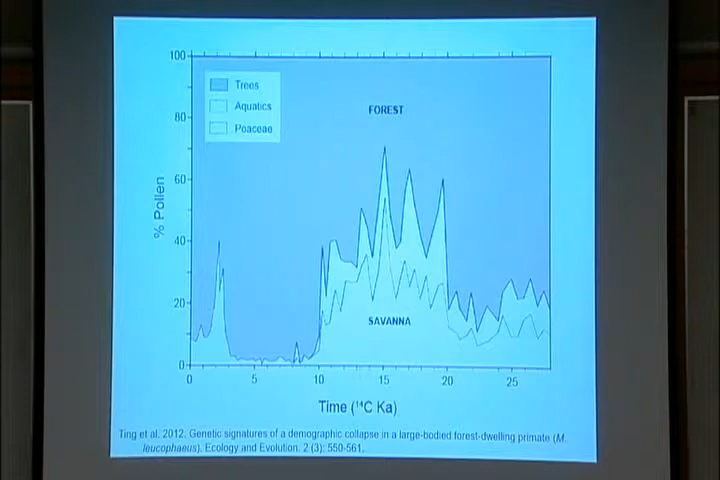 100
80
60
40
20
0
% Pollen
Trees
Aquatics
Poaceae
FOREST
SAVANNA
0 5 10 15 20 25
Time (¹⁴C Ka)
Ting et al. 2012. Genetic signatures of a demographic collapse in a large-bodied forest-dwelling primate (M.
leucophaeus). Ecology and Evolution. 2 (3): 550-561.